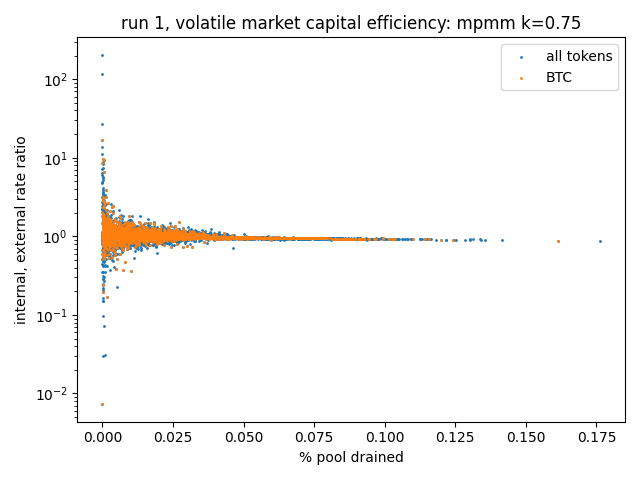 run 1, volatile market capital efficiency: mpmm k=0.75
all tokens
BTC
internal, external rate ratio
10²
10¹
10⁰
10⁻¹
10⁻²
0.000 0.025 0.050 0.075 0.100 0.125 0.150 0.175
% pool drained